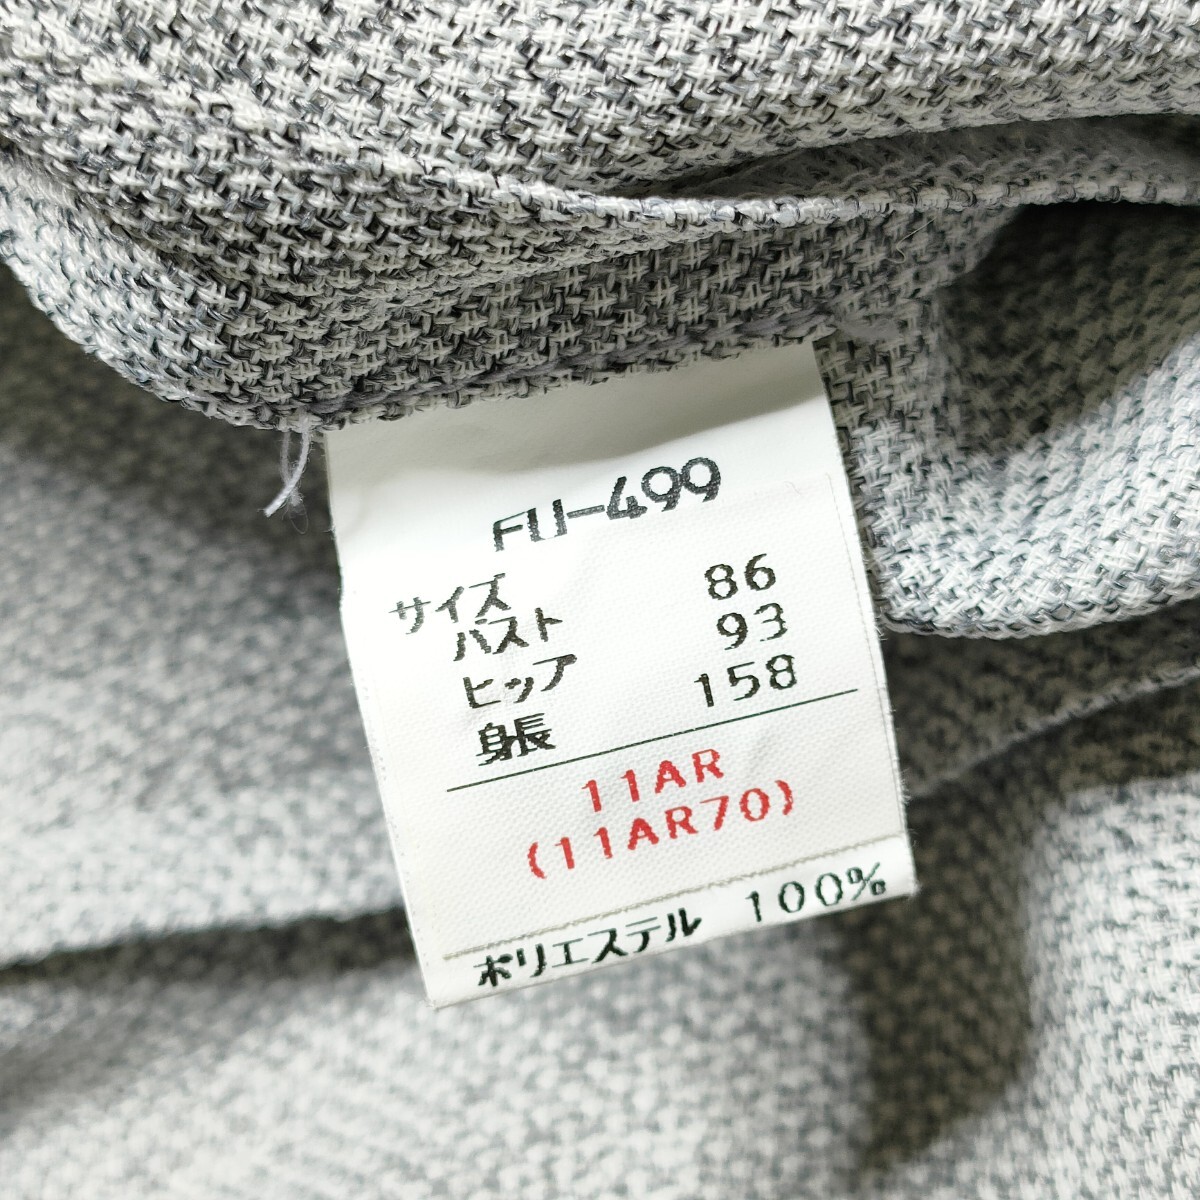 FU-499
サイズ
バスト 86
ヒップ 93
身長 158
11AR
(11AR70)
ポリエステル 100%